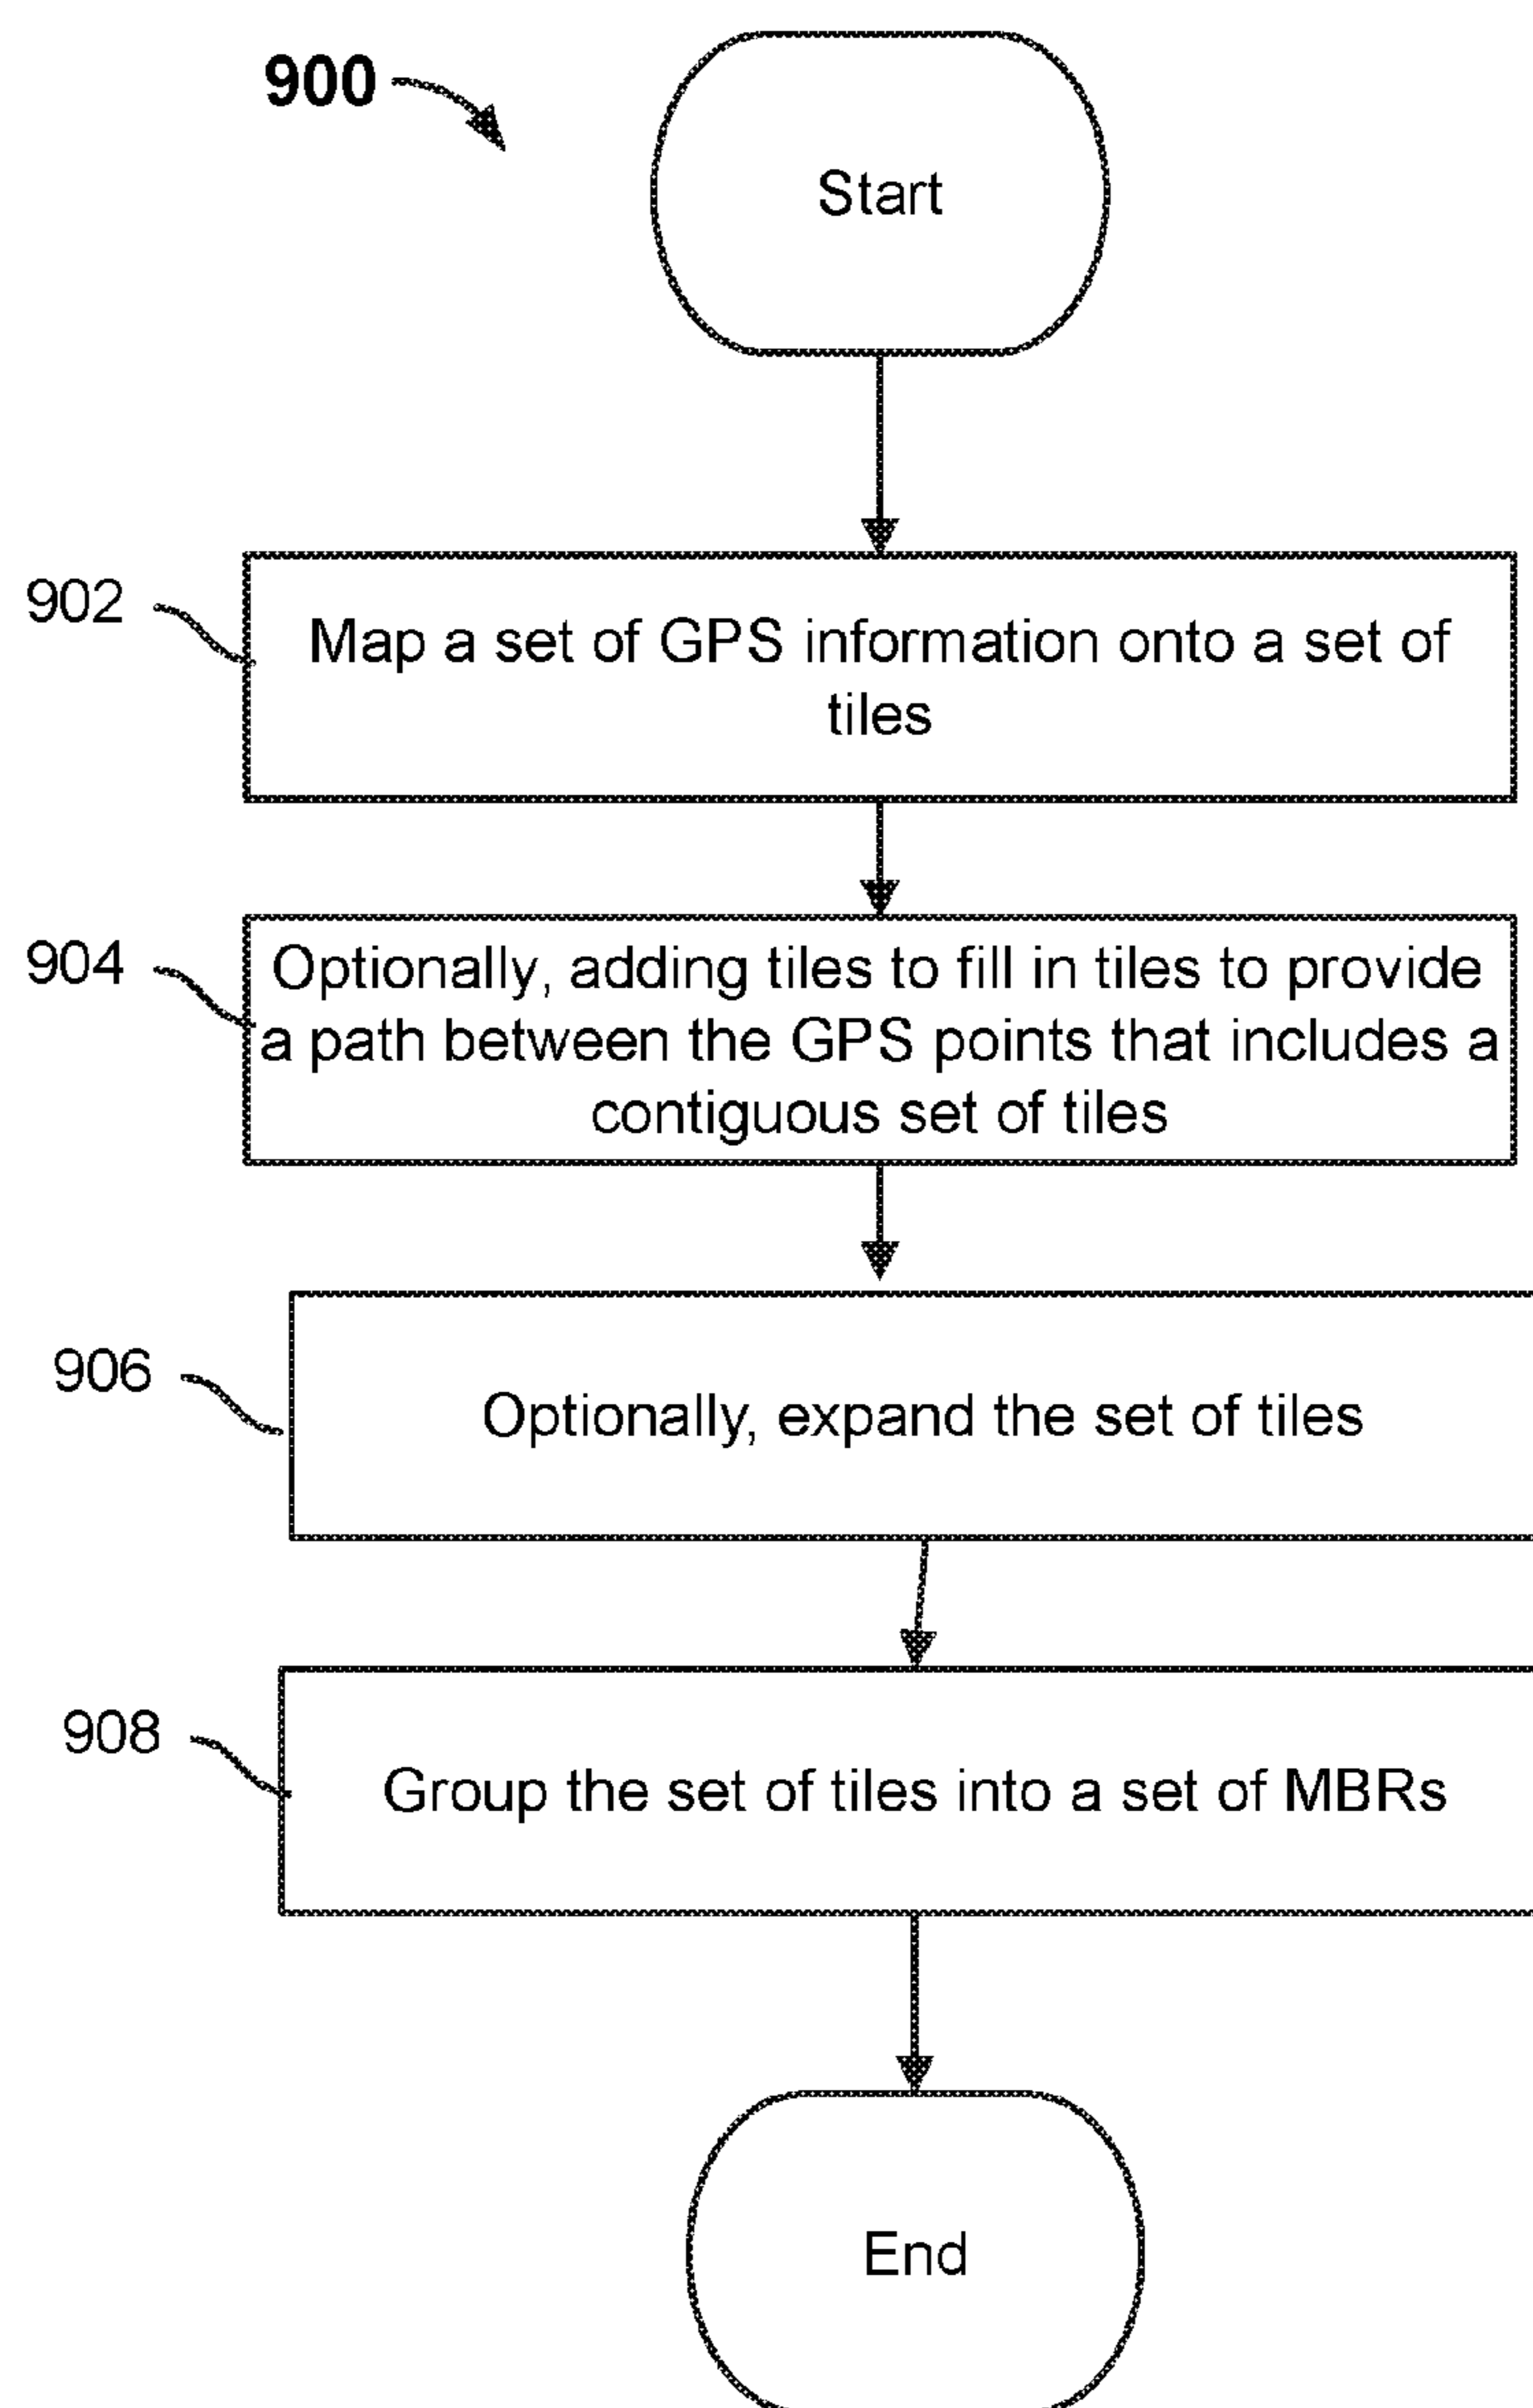 900
Start
902
Map a set of GPS information onto a set of
tiles
904
Optionally, adding tiles to fill in tiles to provide
a path between the GPS points that includes a
contiguous set of tiles
906
Optionally, expand the set of tiles
908
Group the set of tiles into a set of MBRs
End